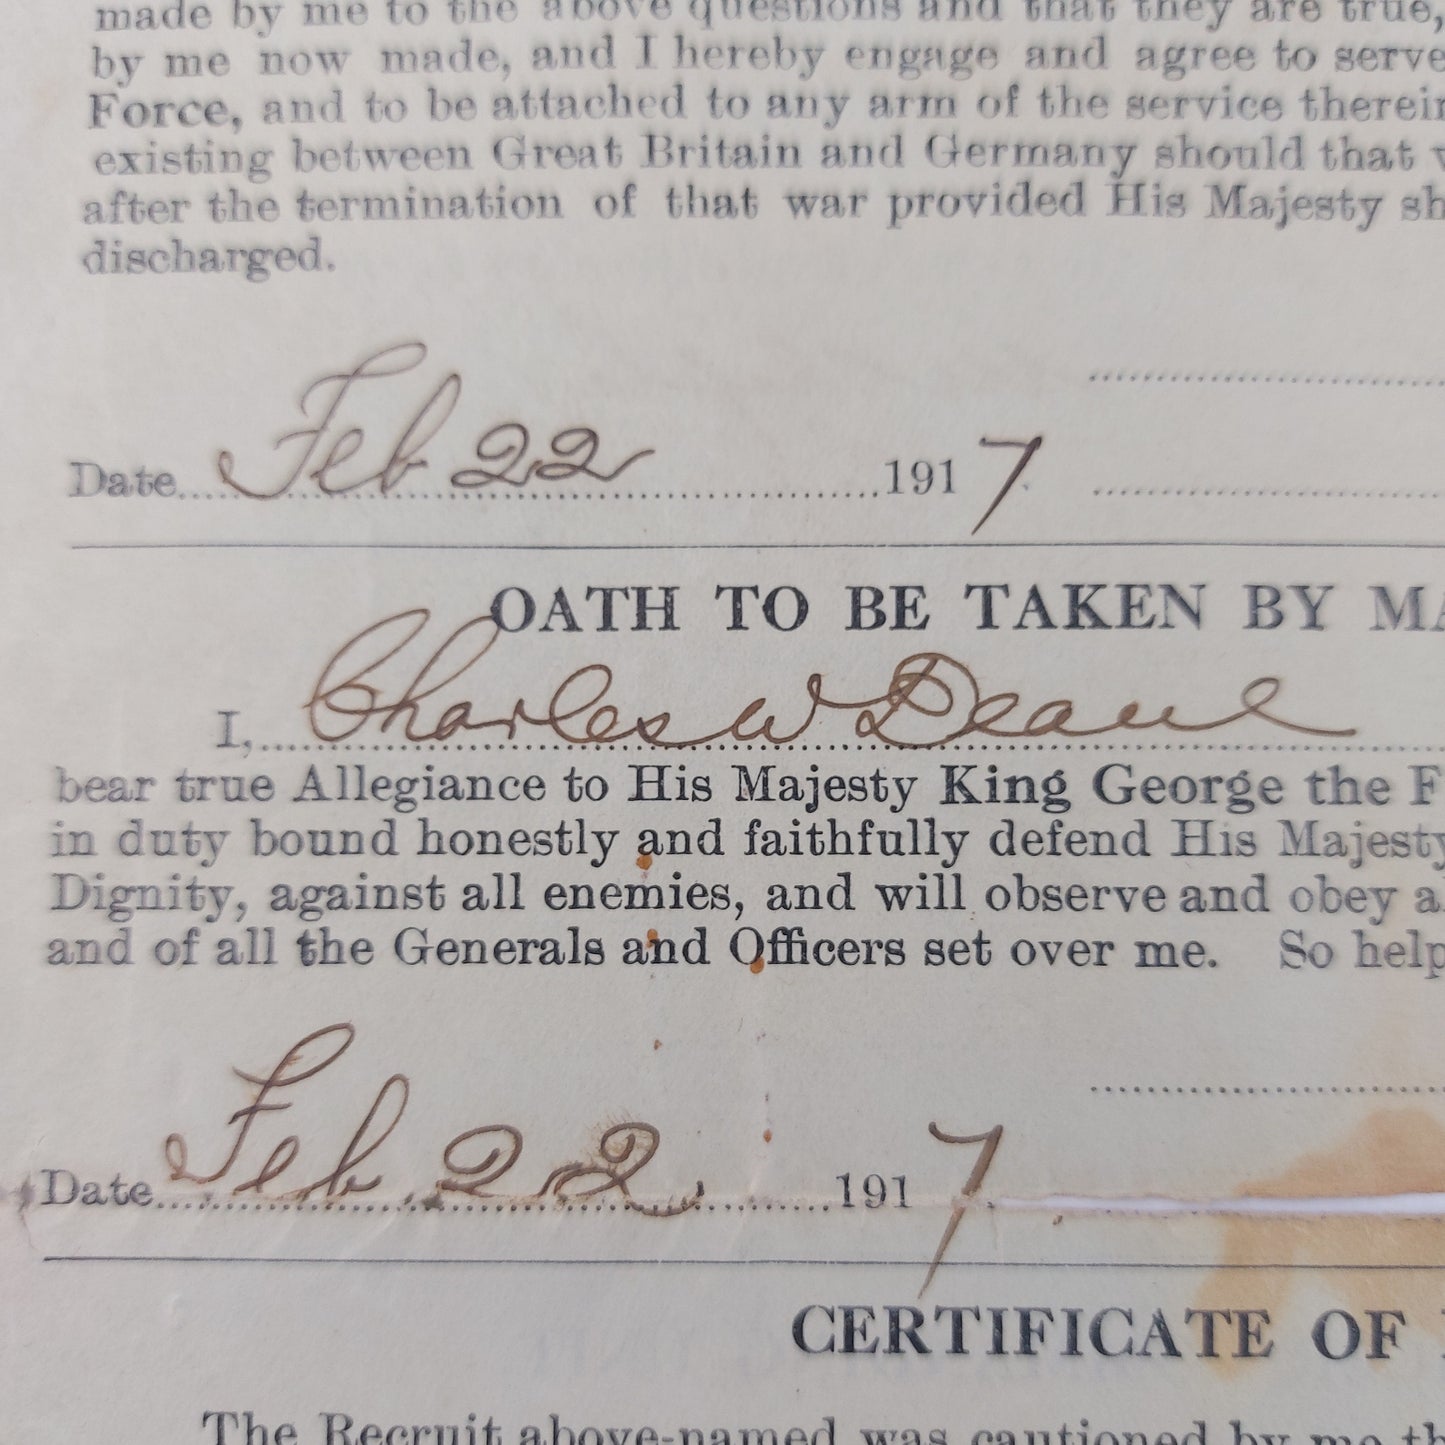 made by me to the above questions and that they are true,
by me now made, and I hereby engage and agree to serve
Force, and to be attached to any arm of the service therein
existing between Great Britain and Germany should that
after the termination of that war provided His Majesty sh
discharged.
Date Feb 22 1917.
OATH TO BE TAKEN BY MA
I, Charles W Deane
bear true Allegiance to His Majesty King George the F
in duty bound honestly and faithfully defend His Majesty
Dignity, against all enemies, and will observe and obey a
and of all the Generals and Officers set over me. So help
Date Feb 22 1917.
CERTIFICATE OF
The Recruit above-named was cautioned by me th